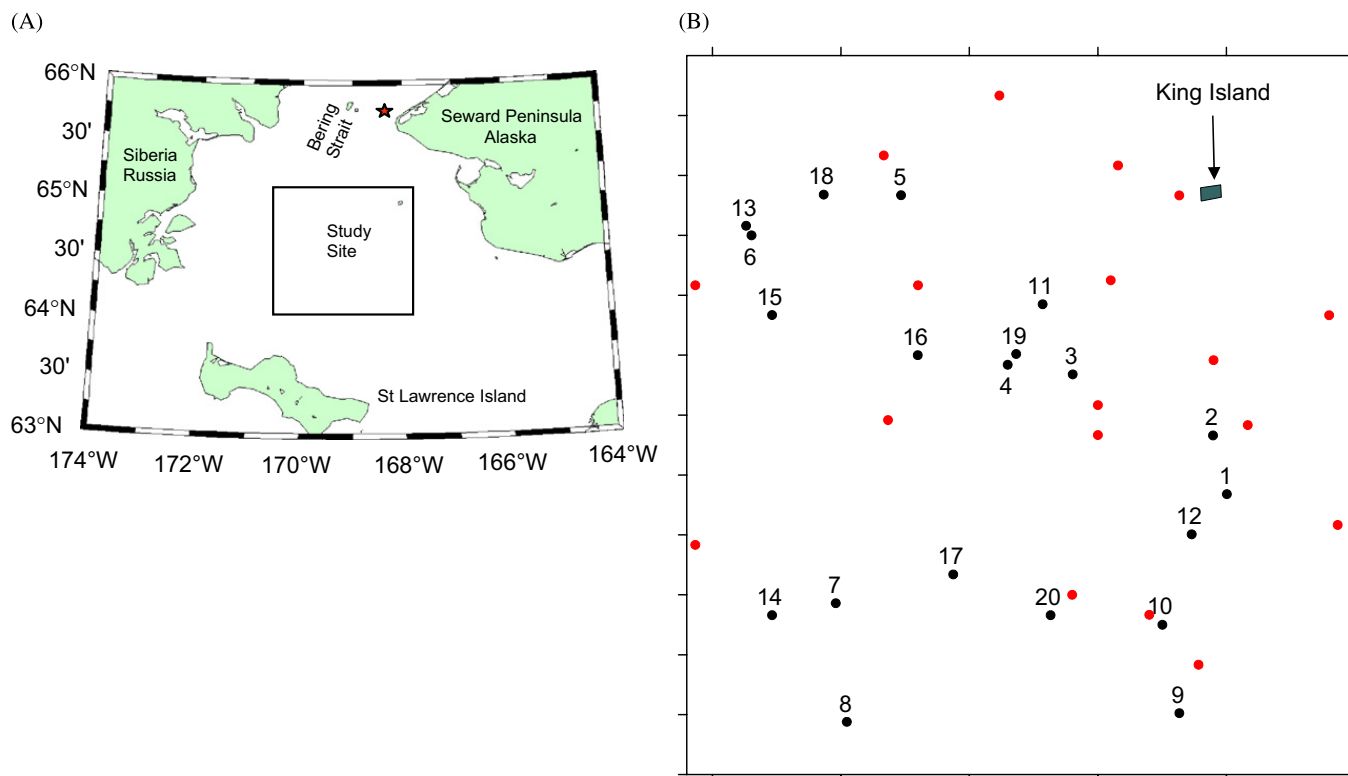 (A)
66°N
30'
65°N
30'
64°N
30'
63°N
174°W
172°W
170°W
168°W
166°W
164°W
Siberia
Russia
Bering
Strait
Seward Peninsula
Alaska
Study
Site
St Lawrence Island
(B)
King Island
18
5
13
6
15
11
16
19
4
3
2
1
12
17
7
14
20
10
8
9